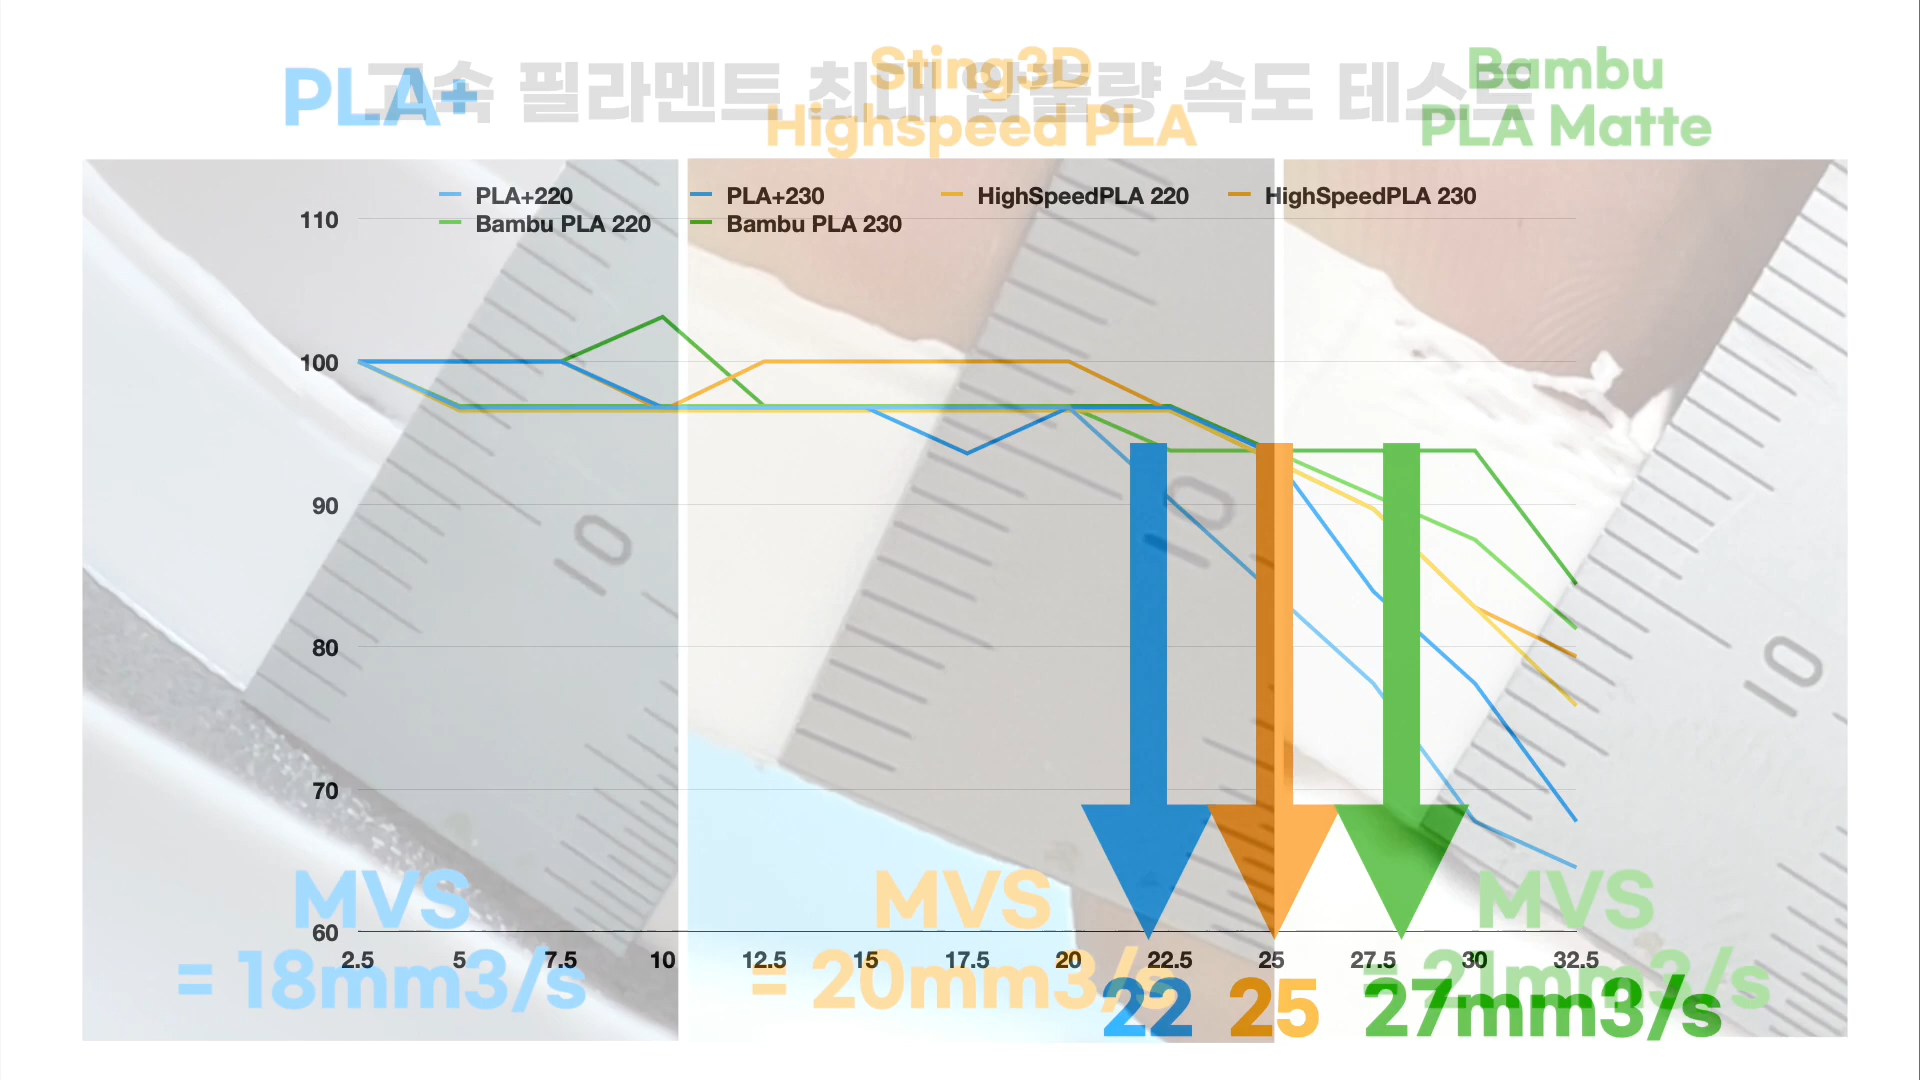 PLA+
Sting3D
Highspeed PLA
Bambu
PLA Matte
고속 필라멘트 최대 압출량 속도 테스트
PLA+220
PLA+230
HighSpeedPLA 220
HighSpeedPLA 230
Bambu PLA 220
Bambu PLA 230
110
100
90
80
70
60
10
10
10
MVS
= 18mm3/s
MVS
= 20mm3/s
MVS
= 21mm3/s
2.5 5 7.5 10 12.5 15 17.5 20 22.5 25 27.5 30 32.5
22 25 27mm3/s